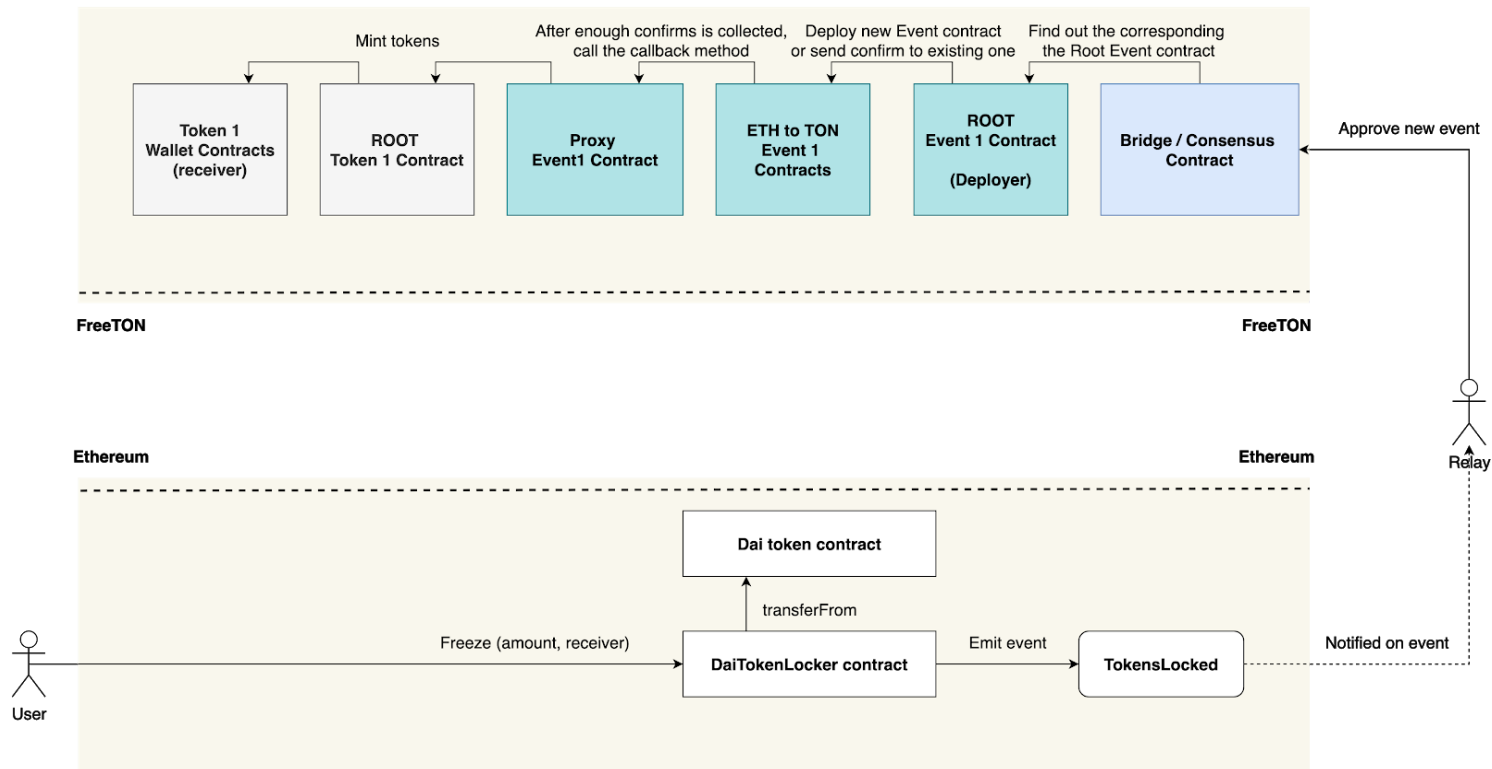 Mint tokens
After enough confirms is collected,
call the callback method
Deploy new Event contract
or send confirm to existing one
Find out the corresponding
the Root Event contract
Token 1
Wallet Contracts
(receiver)
ROOT
Token 1 Contract
Proxy
Event1 Contract
ETH to TON
Event 1
Contracts
ROOT
Event 1 Contract
(Deployer)
Bridge / Consensus
Contract
Approve new event
FreeTON
FreeTON
Relay
Ethereum
Ethereum
Dai token contract
transferFrom
Freeze (amount, receiver)
DaiTokenLocker contract
Emit event
TokensLocked
Notified on event
User